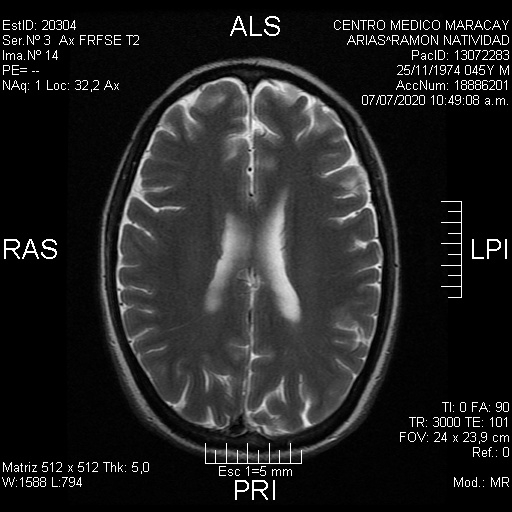 EstID: 20304
Ser.Nº 3 Ax FRFSE T2
Ima.Nº 14
PE= --
NAq: 1 Loc: 32,2 Ax
ALS
CENTRO MEDICO MARACAY
ARIAS^RAMON NATIVIDAD
PacID: 13072283
25/11/1974 045Y M
AccNum: 18886201
07/07/2020 10:49:08 a.m.
RAS
LPI
TI: 0 FA: 90
TR: 3000 TE: 101
FOV: 24 x 23,9 cm
Ref.: 0
Mod.: MR
Matriz 512 x 512 Thk: 5,0
W:1588 L:794
Esc 1=5 mm
PRI